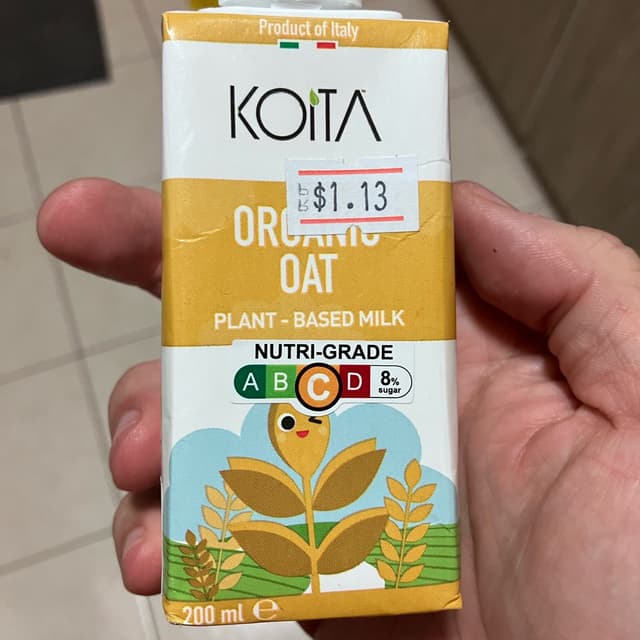 Product of Italy
KOITA
$1.13
ORGANIC
OAT
PLANT - BASED MILK
NUTRI-GRADE
A B C D 8% sugar
200 ml e